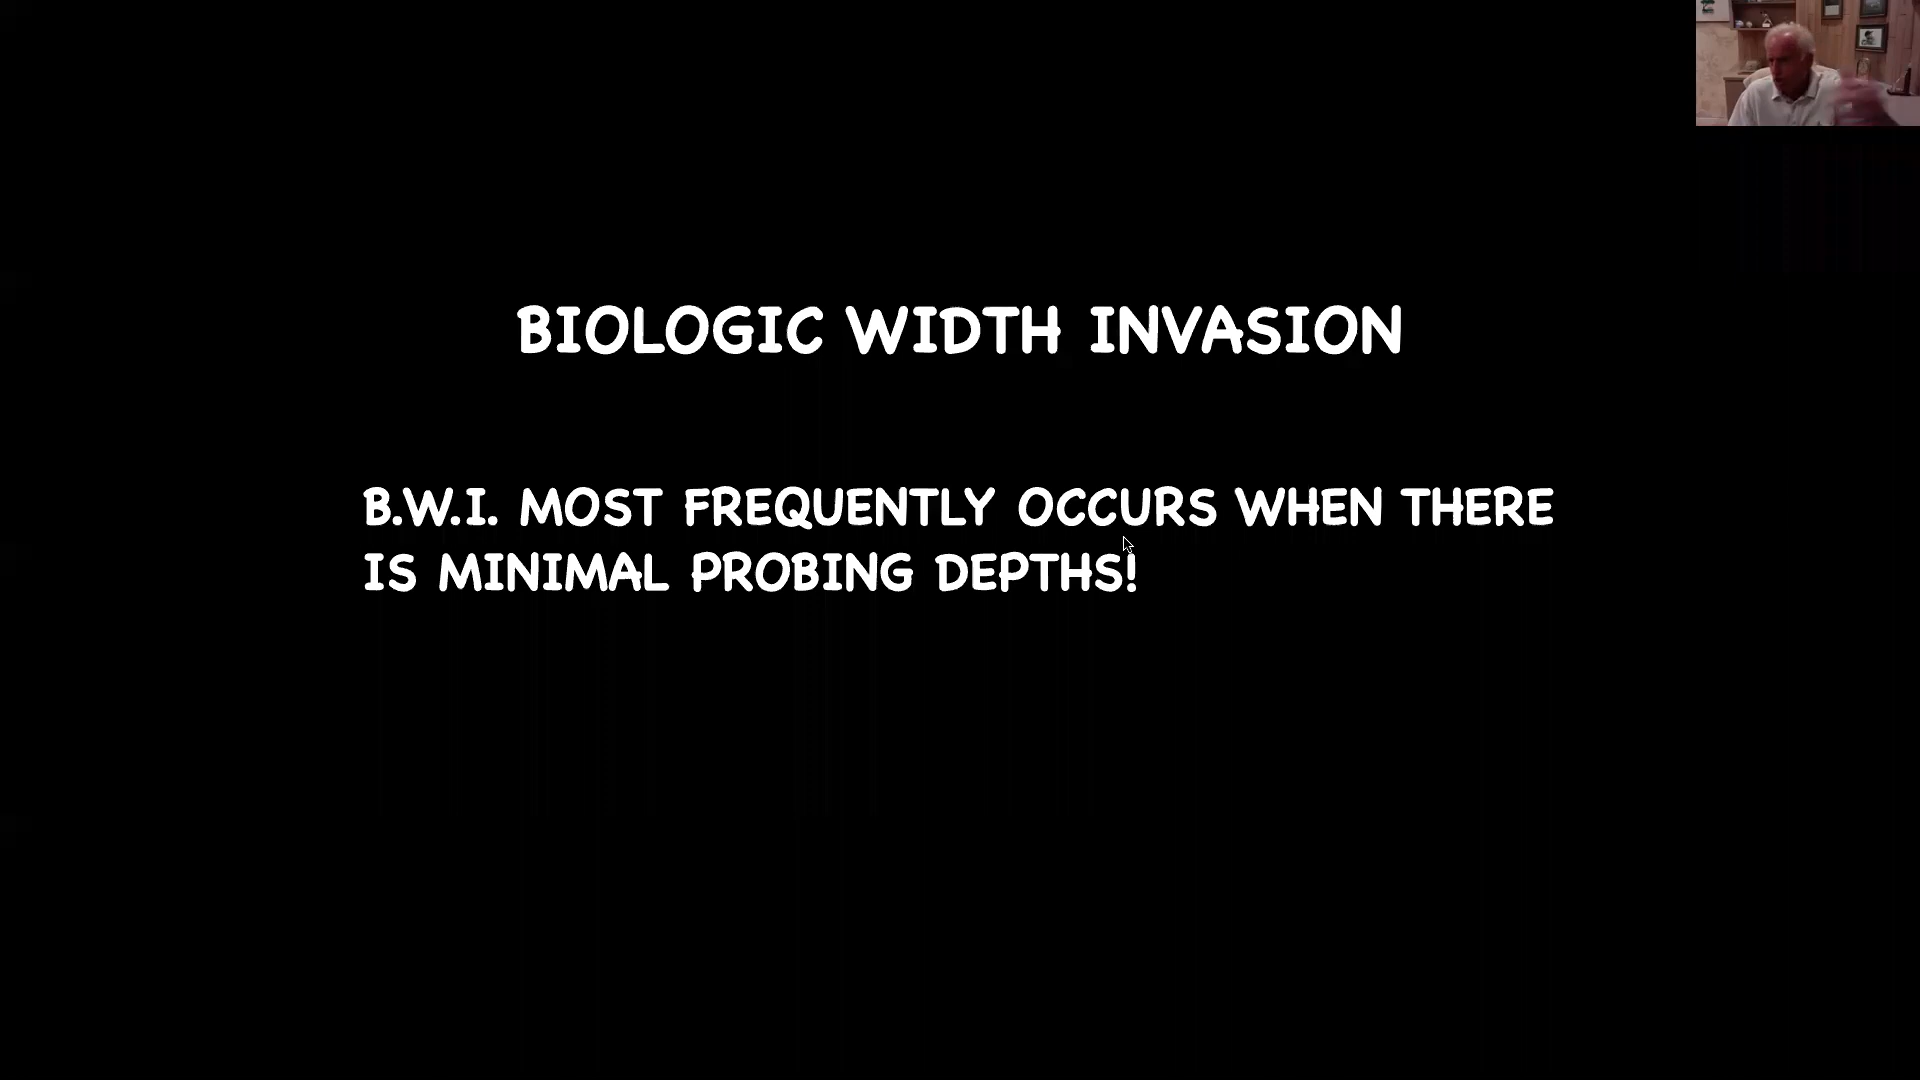 BIOLOGIC WIDTH INVASION
B.W.I. MOST FREQUENTLY OCCURS WHEN THERE
IS MINIMAL PROBING DEPTHS!